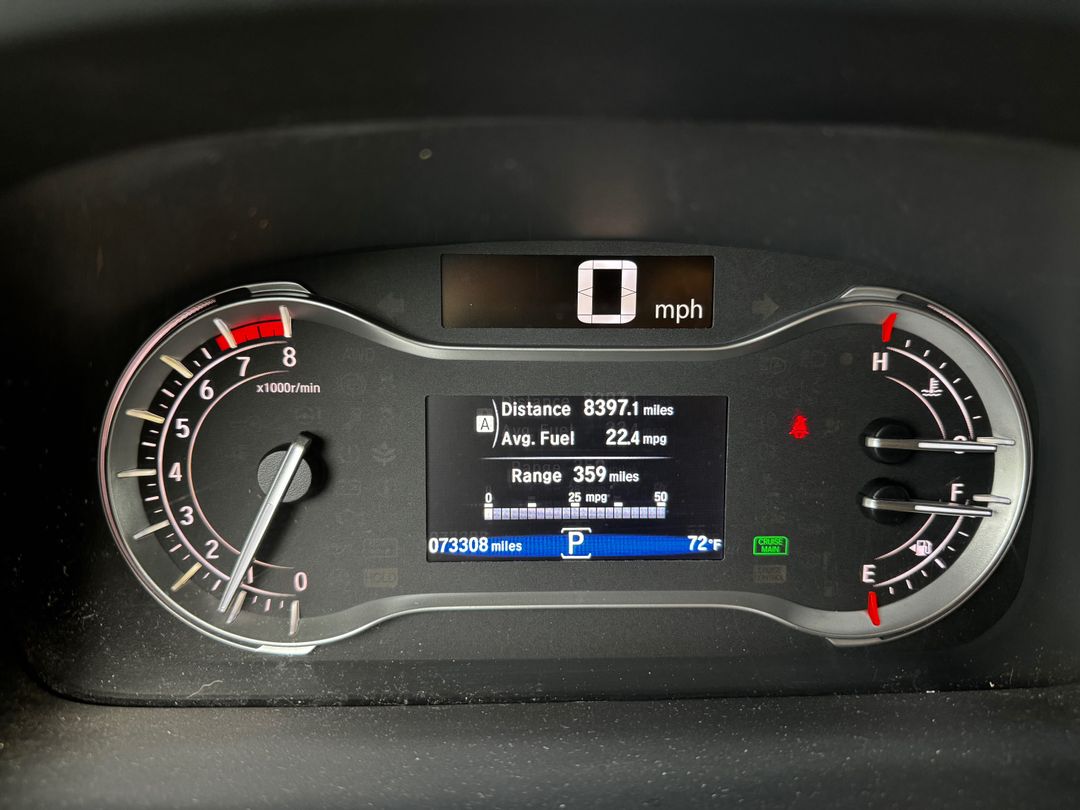 0 mph
H
8
7
6
x1000r/min
5
4
3
2
0
A
Distance 8397.1 miles
Avg. Fuel 22.4 mpg
Range 359 miles
0 25 mpg 50
073308 miles P 72°F
CRUISE
MAIN
C
F
E
HOLD